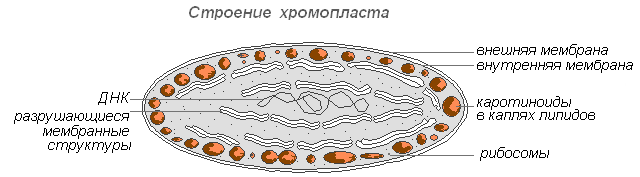 Строение хромопласта
внешняя мембрана
внутренняя мембрана
ДНК
разрушающиеся
мембранные
структуры
каротиноиды
в каплях липидов
рибосомы